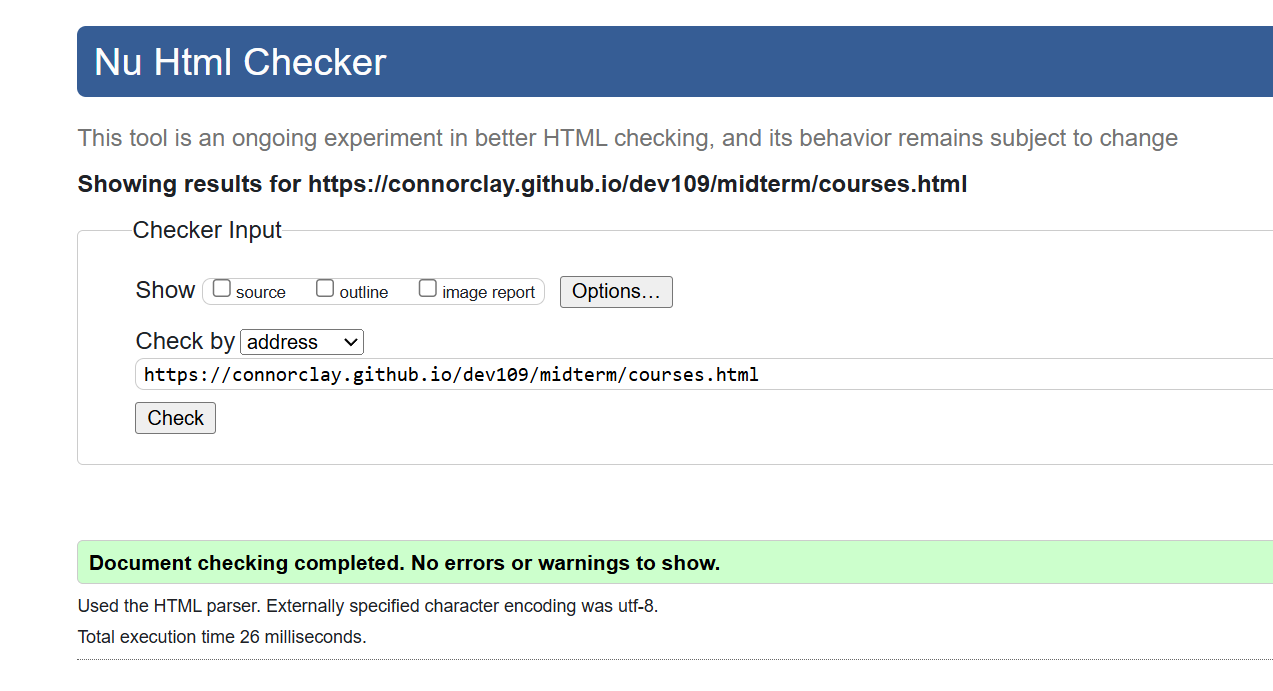 Nu Html Checker
This tool is an ongoing experiment in better HTML checking, and its behavior remains subject to change
Showing results for https://connorclay.github.io/dev109/midterm/courses.html
Checker Input
Show source outline image report Options...
Check by address
https://connorclay.github.io/dev109/midterm/courses.html
Check
Document checking completed. No errors or warnings to show.
Used the HTML parser. Externally specified character encoding was utf-8.
Total execution time 26 milliseconds.